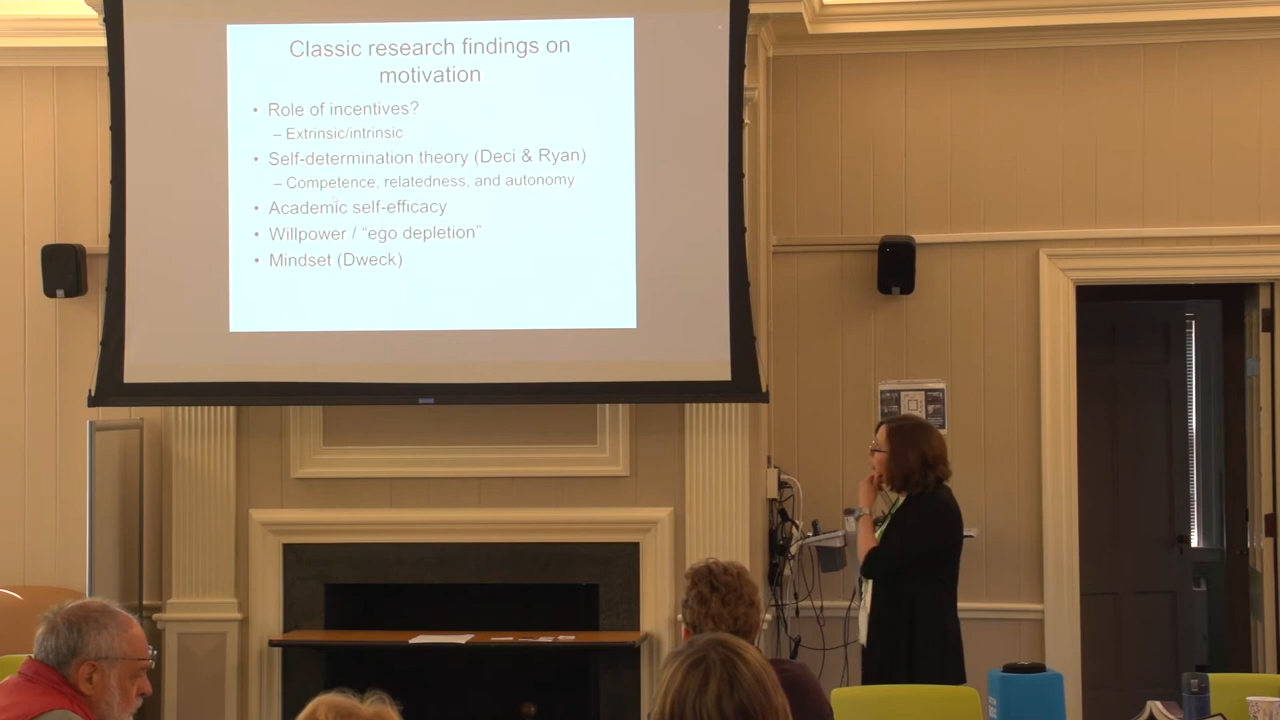 Classic research findings on
motivation
• Role of incentives?
– Extrinsic/intrinsic
• Self-determination theory (Deci & Ryan)
– Competence, relatedness, and autonomy
• Academic self-efficacy
• Willpower / “ego depletion”
• Mindset (Dweck)